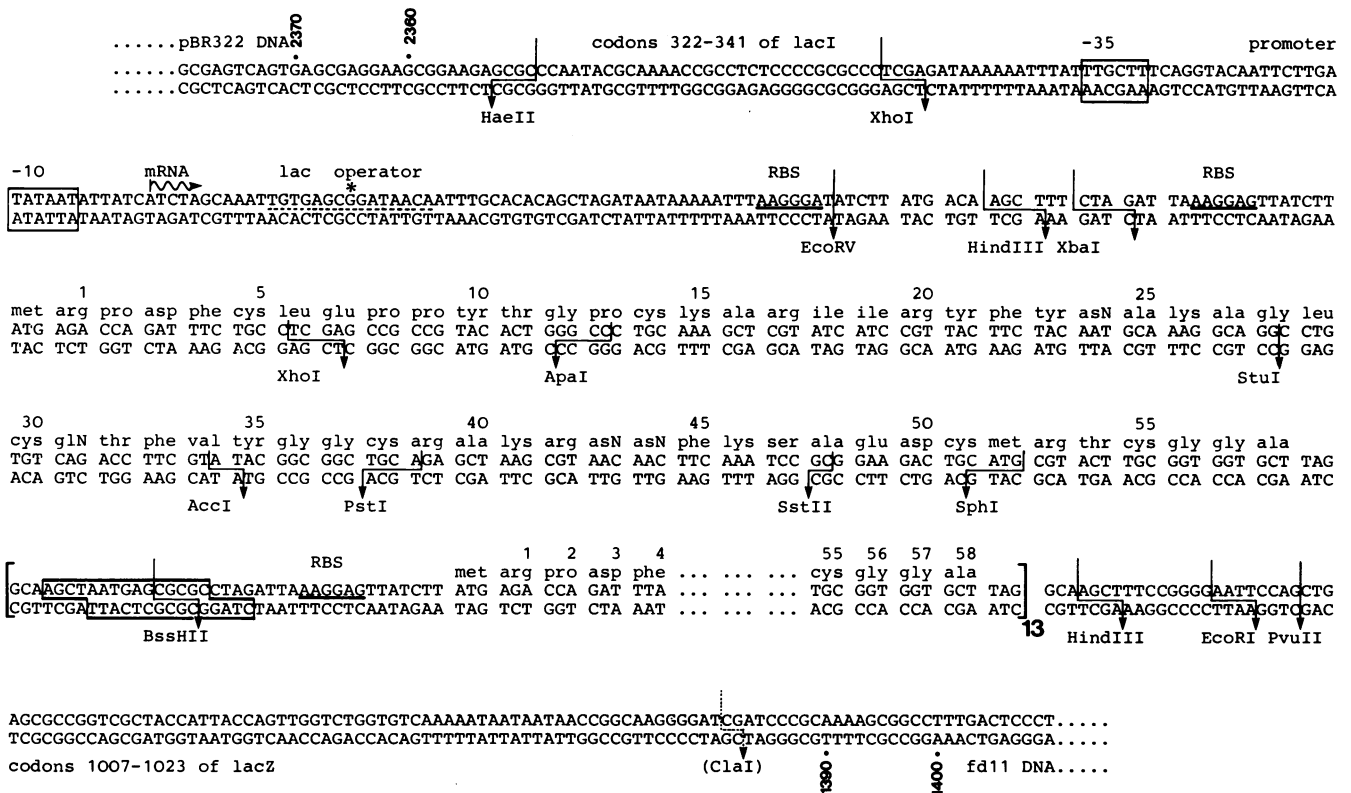 ......pBR322 DNA 2370 2360 codons 322-341 of lacI -35 promoter
......GCGAGTCAGTGAGCGAGGAAGCGGAAGAGCGCCCAATACGCAAAACCGCCTCTCCCCGCGCCCTCGAGATAAAAAATTTATTTGCTTTCAGGTACAATTCTTGA
......CGCTCAGTCACTCGCTCCTTCGCCTTCTCGCGGGTTATGCGTTTTGGCGGAGAGGGGCGCGGGAGCTCTATTTTTTAAATAAACGAAAGTCCATGTTAAGTTCA
HaeII XhoI
-10 mRNA lac operator RBS RBS
*
TATAATATTATCATCTAGCAAATTGTGAGCGGATAACAATTTGCACACAGCTAGATAATAAAAATTTAAGGGATATCTT ATG ACA AGC TTT CTAG AT TAAAGGAGTTATCTT
ATATTATAATAGTAGATCGTTTAACACTCGCCTATTGTTAAACGTGTGTCGATCTATTATTTTTAAATTCCCTATAGAA TAC TGT TCG AAA GATC TA ATTTCCTCAATAGAA
EcoRV HindIII XbaI
1 5 10 15 20 25
met arg pro asp phe cys leu glu pro pro tyr thr gly pro cys lys ala arg ile ile arg tyr phe tyr asN ala lys ala gly leu
ATG AGA CCA GAT TTC TGC CTC GAG CCG CCG TAC ACT GGG CCC TGC AAA GCT CGT ATC ATC CGT TAC TTC TAC AAT GCA AAG GCA GGC CTG
TAC TCT GGT CTA AAG ACG GAG CTC GGC GGC ATG ATG CCC GGG ACG TTT CGA GCA TAG TAG GCA ATG AAG ATG TTA CGT TTC CGT CCG GAG
XhoI ApaI StuI
30 35 40 45 50 55
cys glN thr phe val tyr gly gly cys arg ala lys arg asN asN phe lys ser ala glu asp cys met arg thr cys gly gly ala
TGT CAG ACC TTC GTA TAC GGC GGC TGC AGA GCT AAG CGT AAC AAC TTC AAA TCC GCG GAA GAC TGC ATG CGT ACT TGC GGT GGT GCT TAG
ACA GTC TGG AAG CAT ATG CCG CCG ACG TCT CGA TTC GCA TTG TTG AAG TTT AGG CGC CTT CTG ACG TAC GCA TGA ACG CCA CCA CGA ATC
AccI PstI SstII SphI
RBS 1 2 3 4 55 56 57 58
met arg pro asp phe ... ... ... ... cys gly gly ala
GCAAGCTAATGAGCGCGCCTAGATTAAAGGAGTTATCTT ATG AGA CCA GAT TTA ... ... ... ... TGC GGT GGT GCT TAG GCAAGCTTTCCGGGGAATTCCAGCTG
CGTTCGATTACTCGCGCGGATCTAATTTCCTCAATAGAA TAG TCT GGT CTA AAT ACG CCA CCA CGA ATC CGTTCGAAAGGCCCCTTAAGGTCGAC
13
BssHII HindIII EcoRI PvuII
AGCGCCGGTCGCTACCATTACCAGTTGGTCTGGTGTCAAAAATAATAATAACCGGCAAGGGGATCGATCCCGCAAAAGCGGCCTTTGACTCCCT.....
TCGCGGCCAGCGATGGTAATGGTCAACCAGACCACAGTTTTTATTATTATTGGCCGTTCCCCTAGCTAGGGCGTTTTCGCCGGAAACTGAGGGA.....
codons 1007-1023 of lacZ (ClaI) 1390 1400 fd11 DNA.....